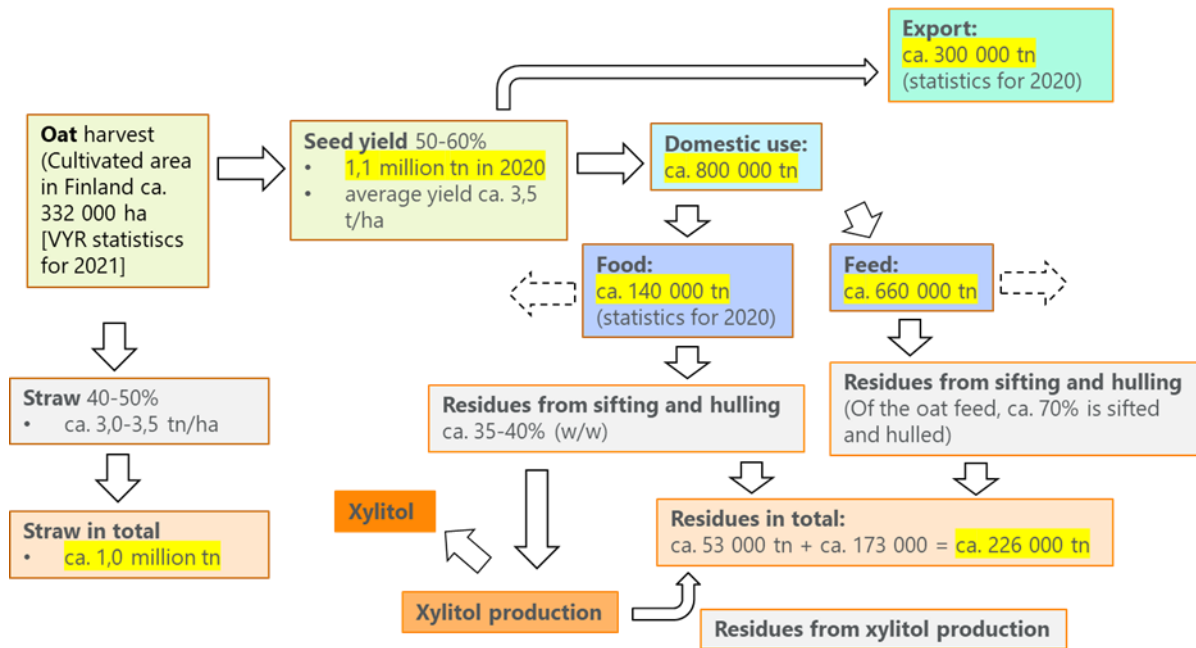 Export:
ca. 300 000 tn
(statistics for 2020)
Oat harvest
(Cultivated area
in Finland ca.
332 000 ha
[VYR statistiscs
for 2021]
Seed yield 50-60%
• 1,1 million tn in 2020
• average yield ca. 3,5
t/ha
Domestic use:
ca. 800 000 tn
Food:
ca. 140 000 tn
(statistics for 2020)
Feed:
ca. 660 000 tn
Straw 40-50%
• ca. 3,0-3,5 tn/ha
Residues from sifting and hulling
ca. 35-40% (w/w)
Residues from sifting and hulling
(Of the oat feed, ca. 70% is sifted
and hulled)
Straw in total
• ca. 1,0 million tn
Xylitol
Residues in total:
ca. 53 000 tn + ca. 173 000 = ca. 226 000 tn
Xylitol production
Residues from xylitol production